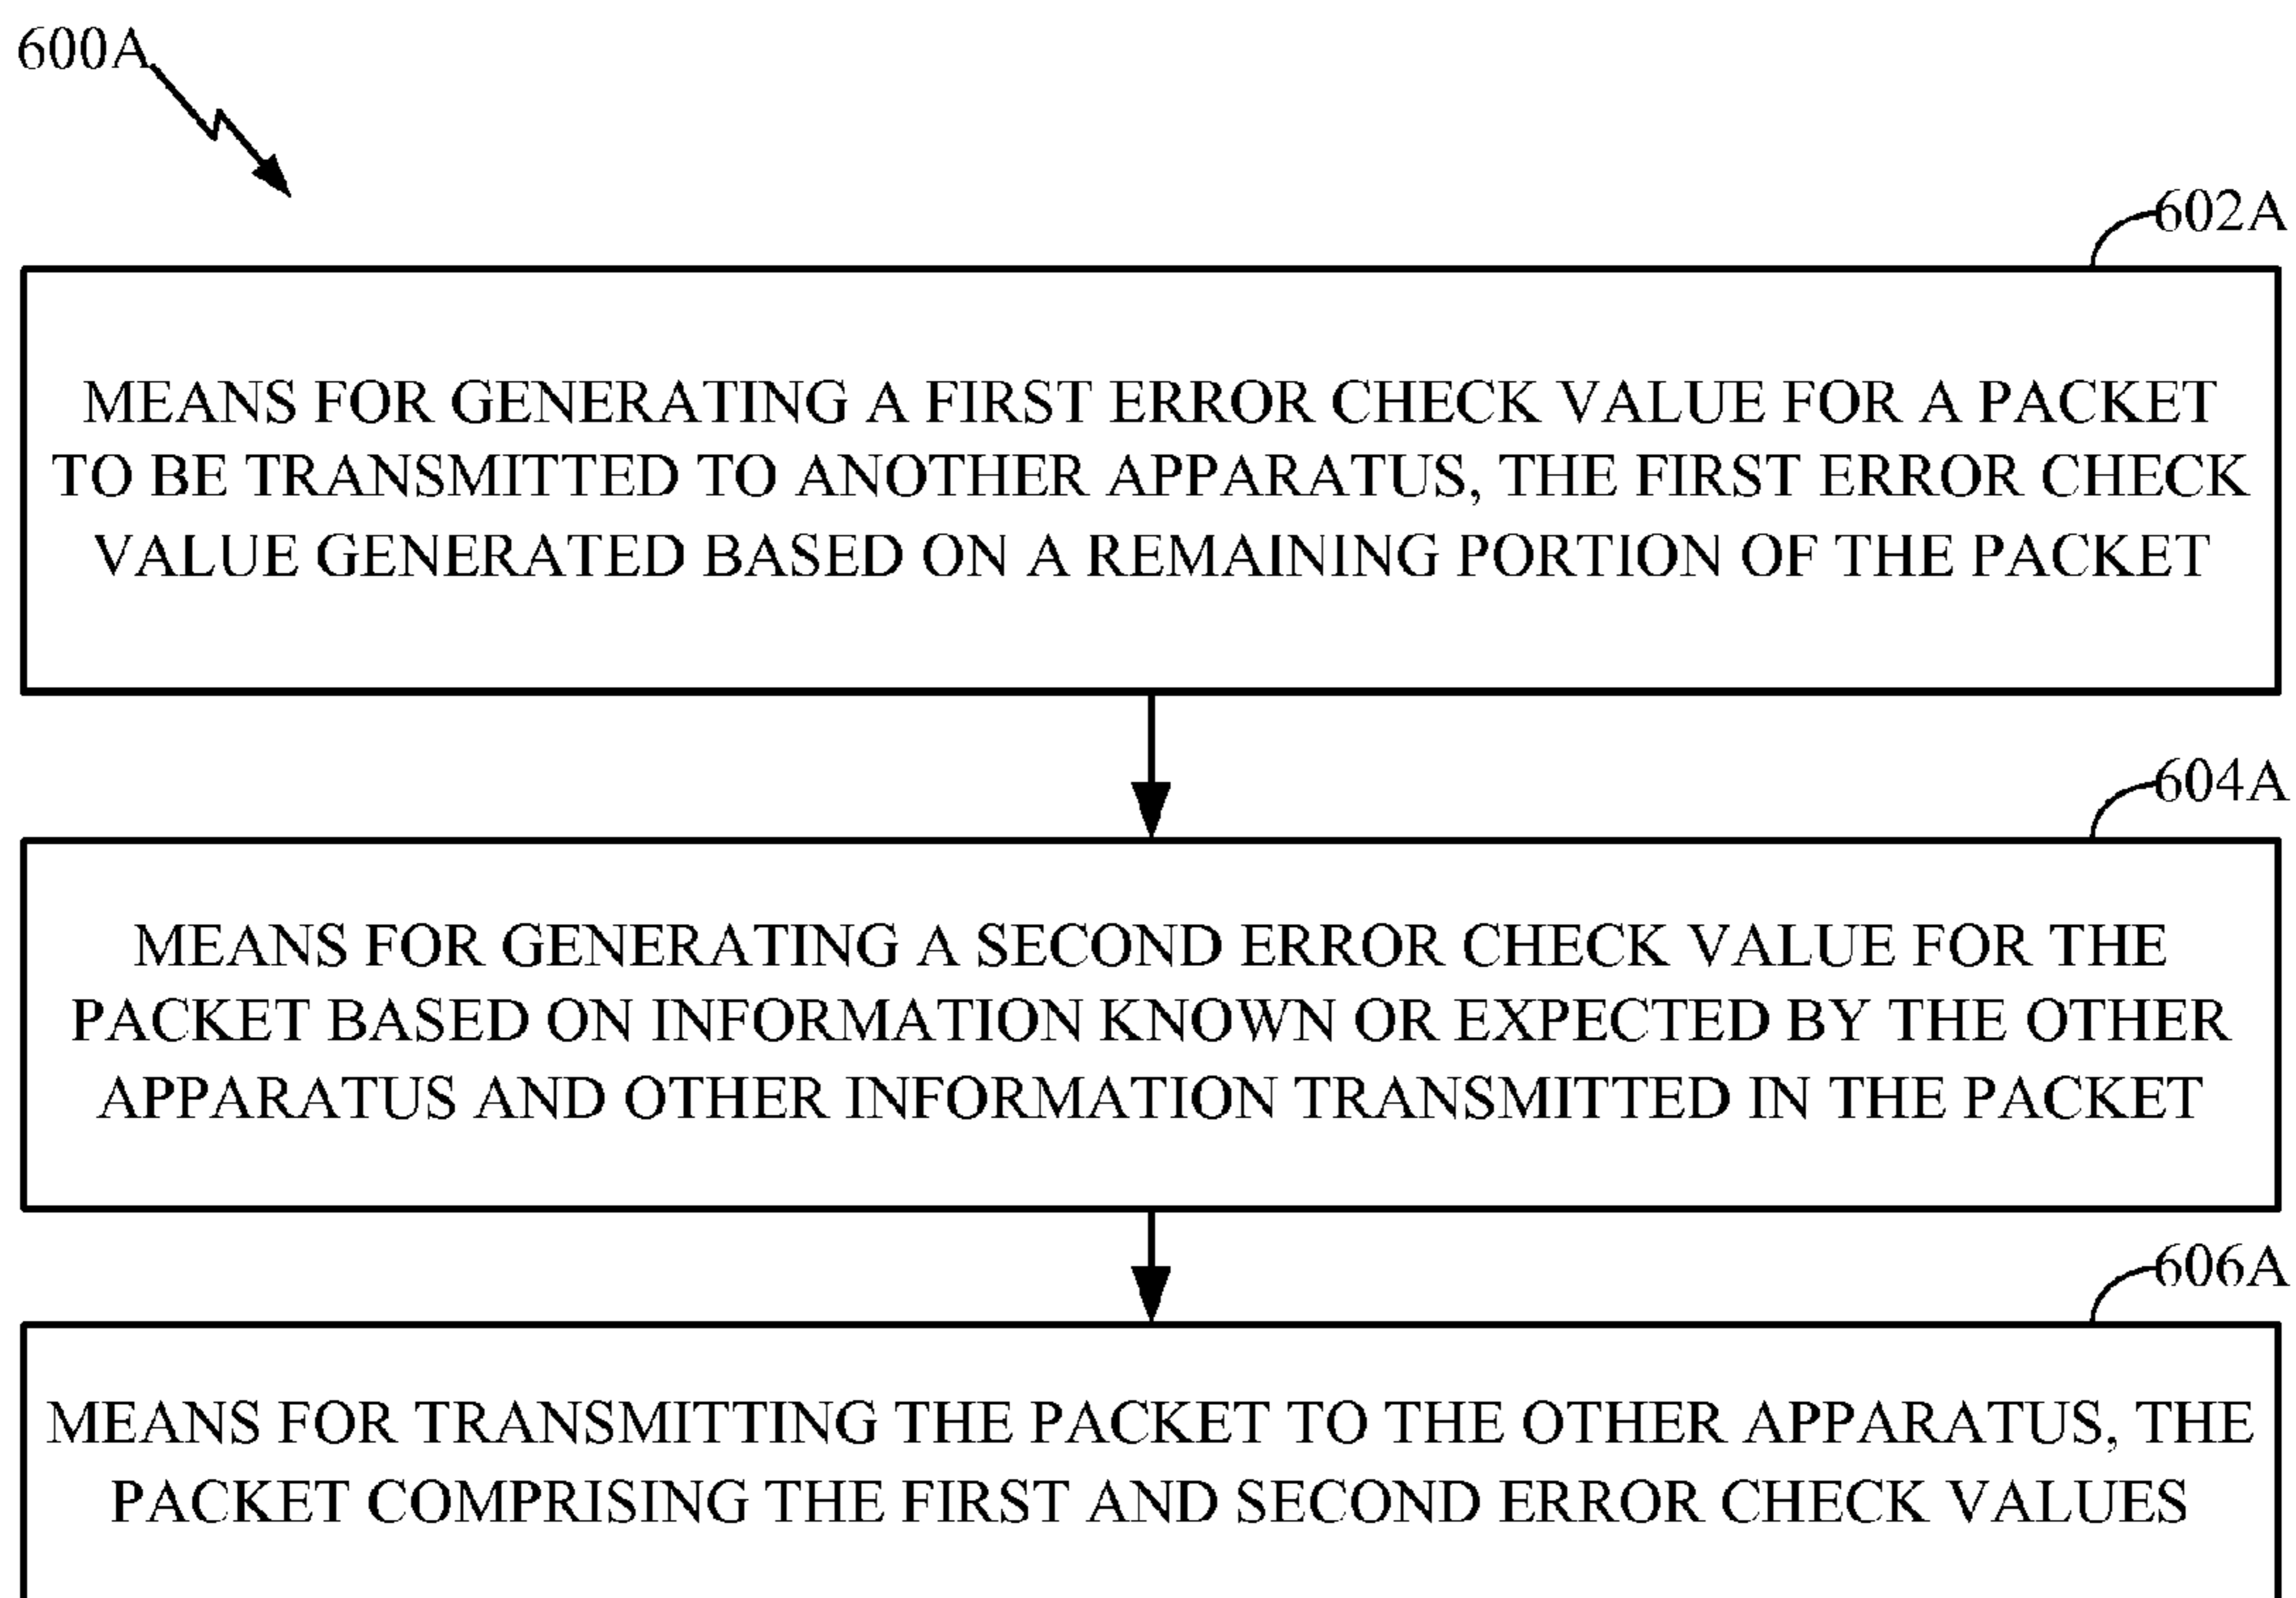 600A
602A
MEANS FOR GENERATING A FIRST ERROR CHECK VALUE FOR A PACKET
TO BE TRANSMITTED TO ANOTHER APPARATUS, THE FIRST ERROR CHECK
VALUE GENERATED BASED ON A REMAINING PORTION OF THE PACKET
604A
MEANS FOR GENERATING A SECOND ERROR CHECK VALUE FOR THE
PACKET BASED ON INFORMATION KNOWN OR EXPECTED BY THE OTHER
APPARATUS AND OTHER INFORMATION TRANSMITTED IN THE PACKET
606A
MEANS FOR TRANSMITTING THE PACKET TO THE OTHER APPARATUS, THE
PACKET COMPRISING THE FIRST AND SECOND ERROR CHECK VALUES